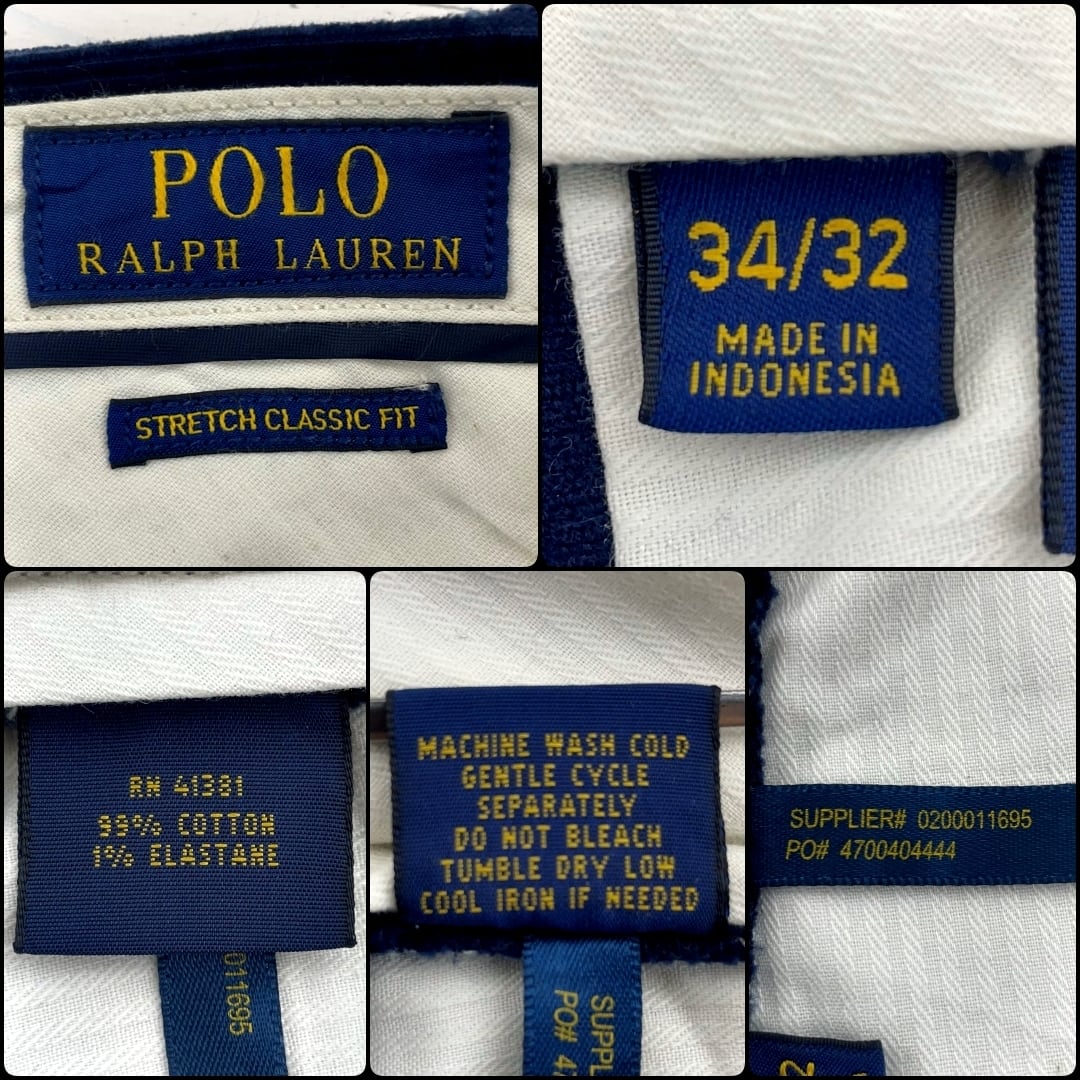 POLO
RALPH LAUREN
STRETCH CLASSIC FIT
34/32
MADE IN
INDONESIA
RN 41381
99% COTTON
1% ELASTANE
011695
MACHINE WASH COLD
GENTLE CYCLE
SEPARATELY
DO NOT BLEACH
TUMBLE DRY LOW
COOL IRON IF NEEDED
SUPPL
PO# 47
SUPPLIER# 0200011695
PO# 4700404444
2